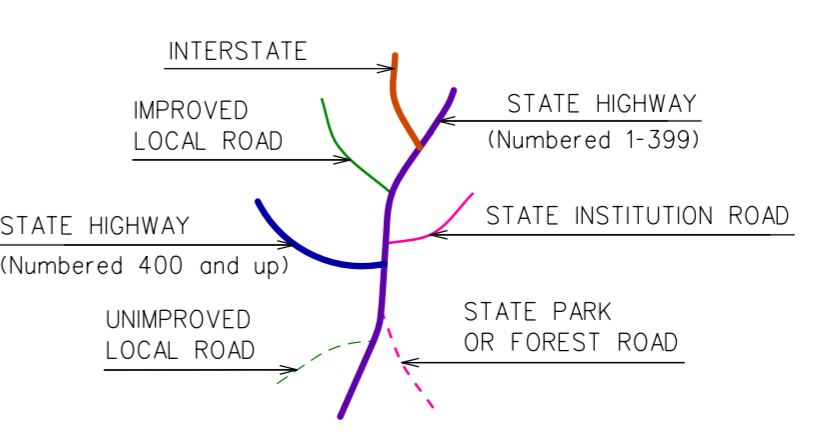 INTERSTATE
STATE HIGHWAY
(Numbered 1-399)
IMPROVED
LOCAL ROAD
STATE INSTITUTION ROAD
STATE HIGHWAY
(Numbered 400 and up)
STATE PARK
OR FOREST ROAD
UNIMPROVED
LOCAL ROAD